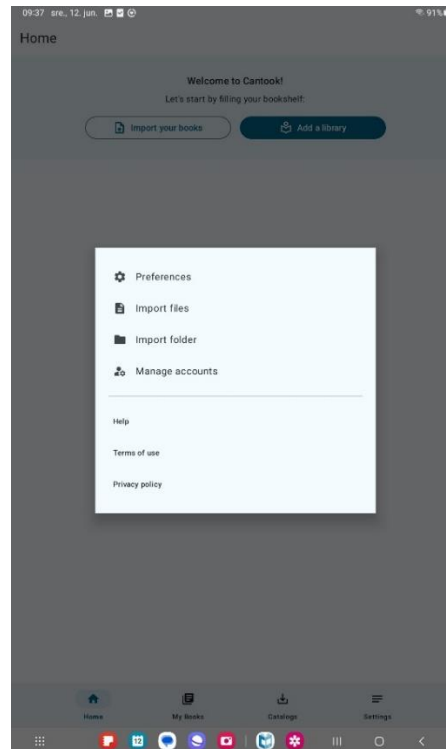 09:37 sre., 12. jun. 91%
Home
Welcome to Cantook!
Let's start by filling your bookshelf:
Import your books
Add a library
Preferences
Import files
Import folder
Manage accounts
Help
Terms of use
Privacy policy
Home
My Books
Catalogs
Settings
12